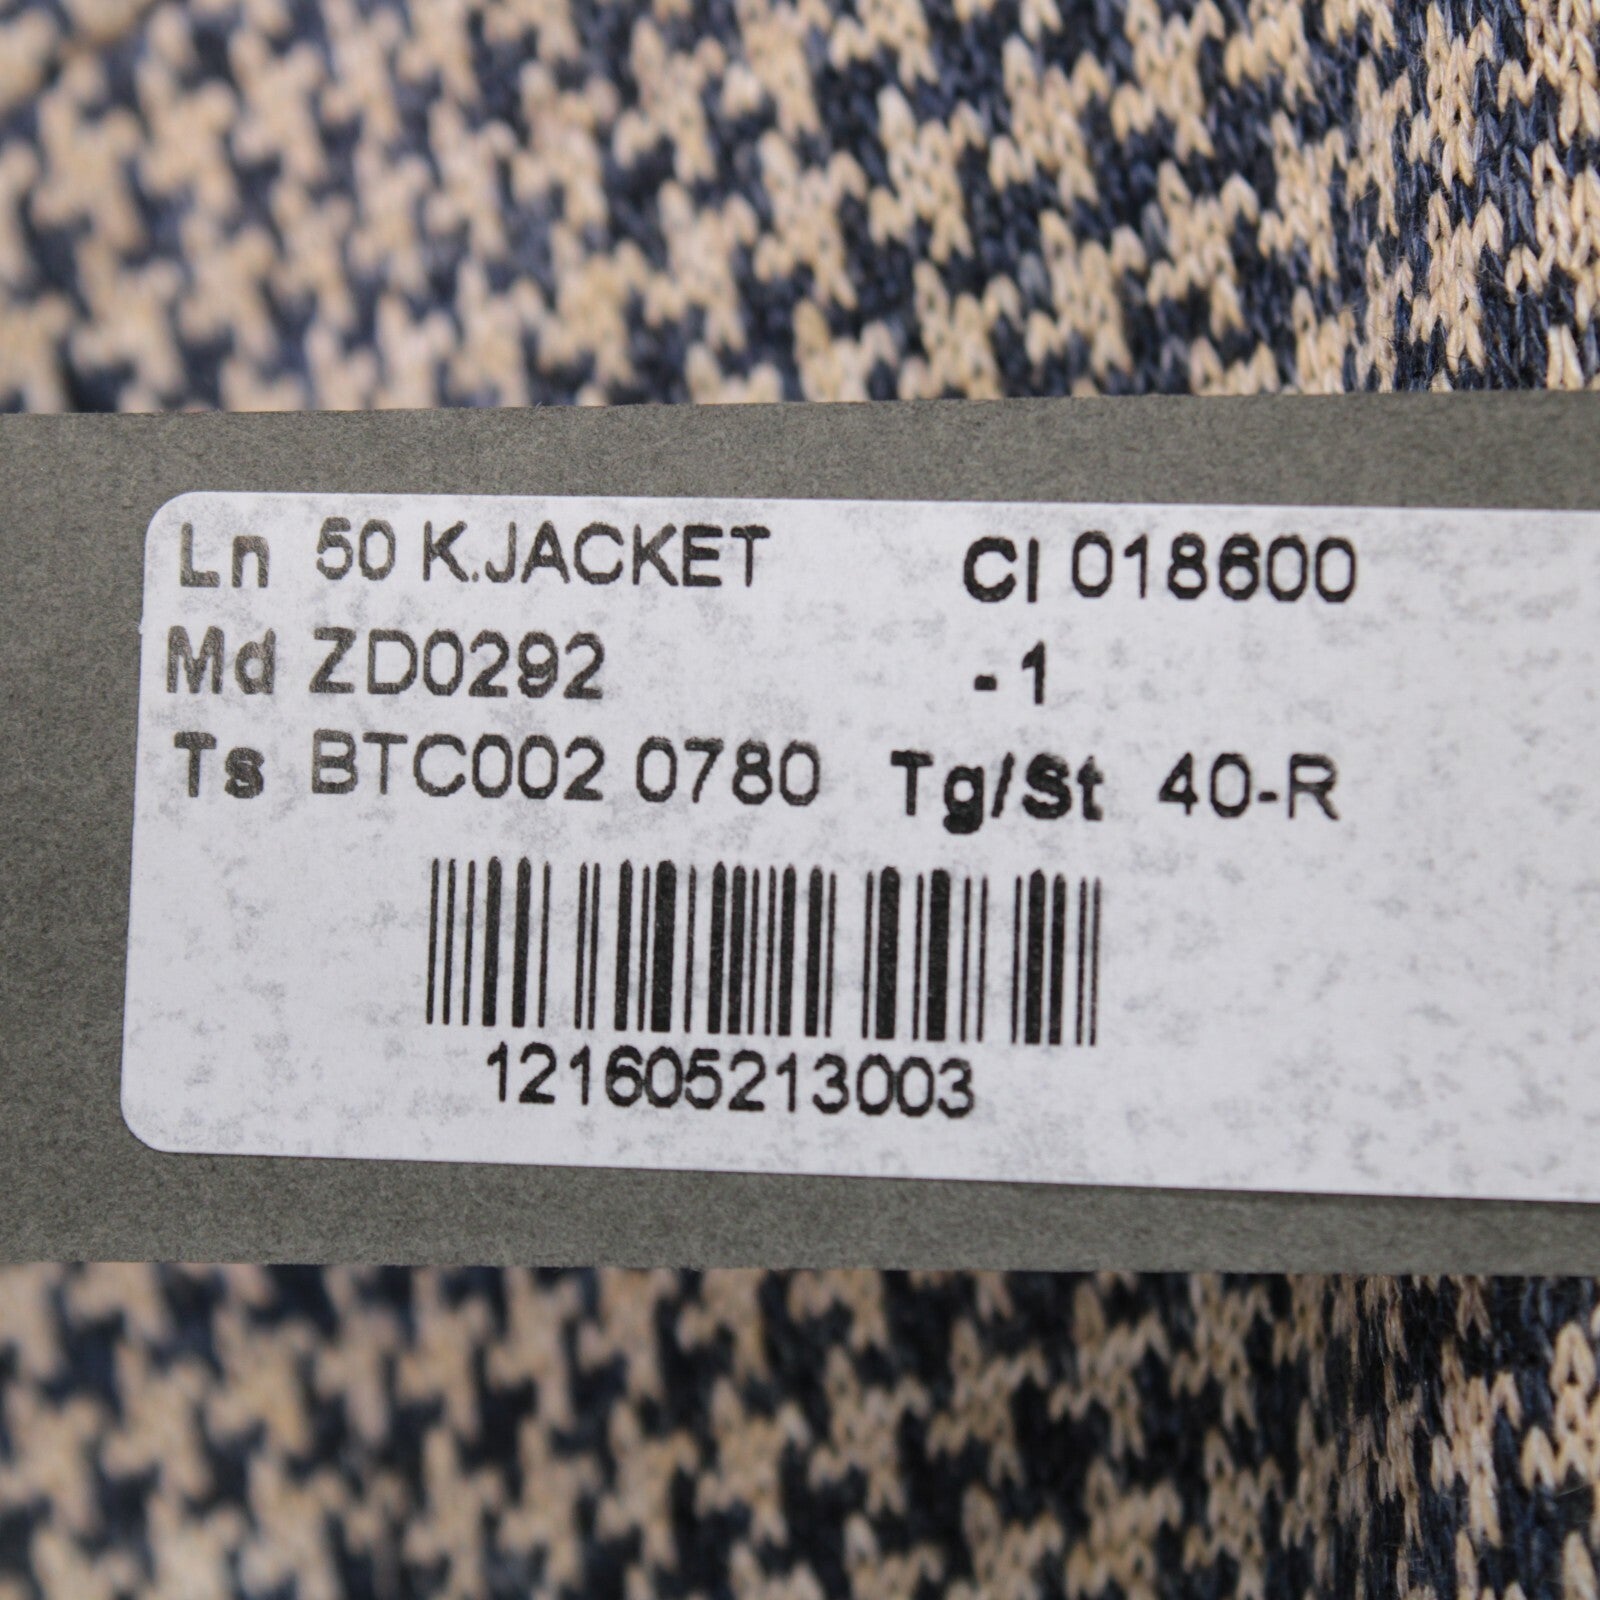 Ln 50 K.JACKET Cl 018600
Md ZD0292 - 1
Ts BTC002 0780 Tg/St 40-R
121605213003